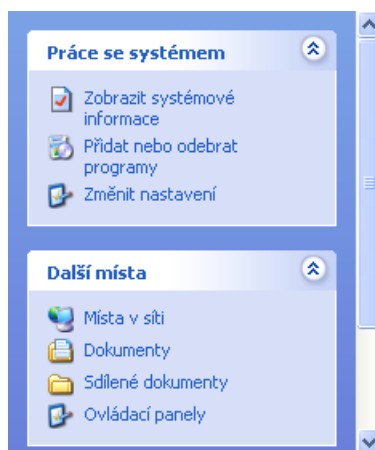 Práce se systémem
Zobrazit systémové
informace
Přidat nebo odebrat
programy
Změnit nastavení
Další místa
Místa v síti
Dokumenty
Sdílené dokumenty
Ovládací panely